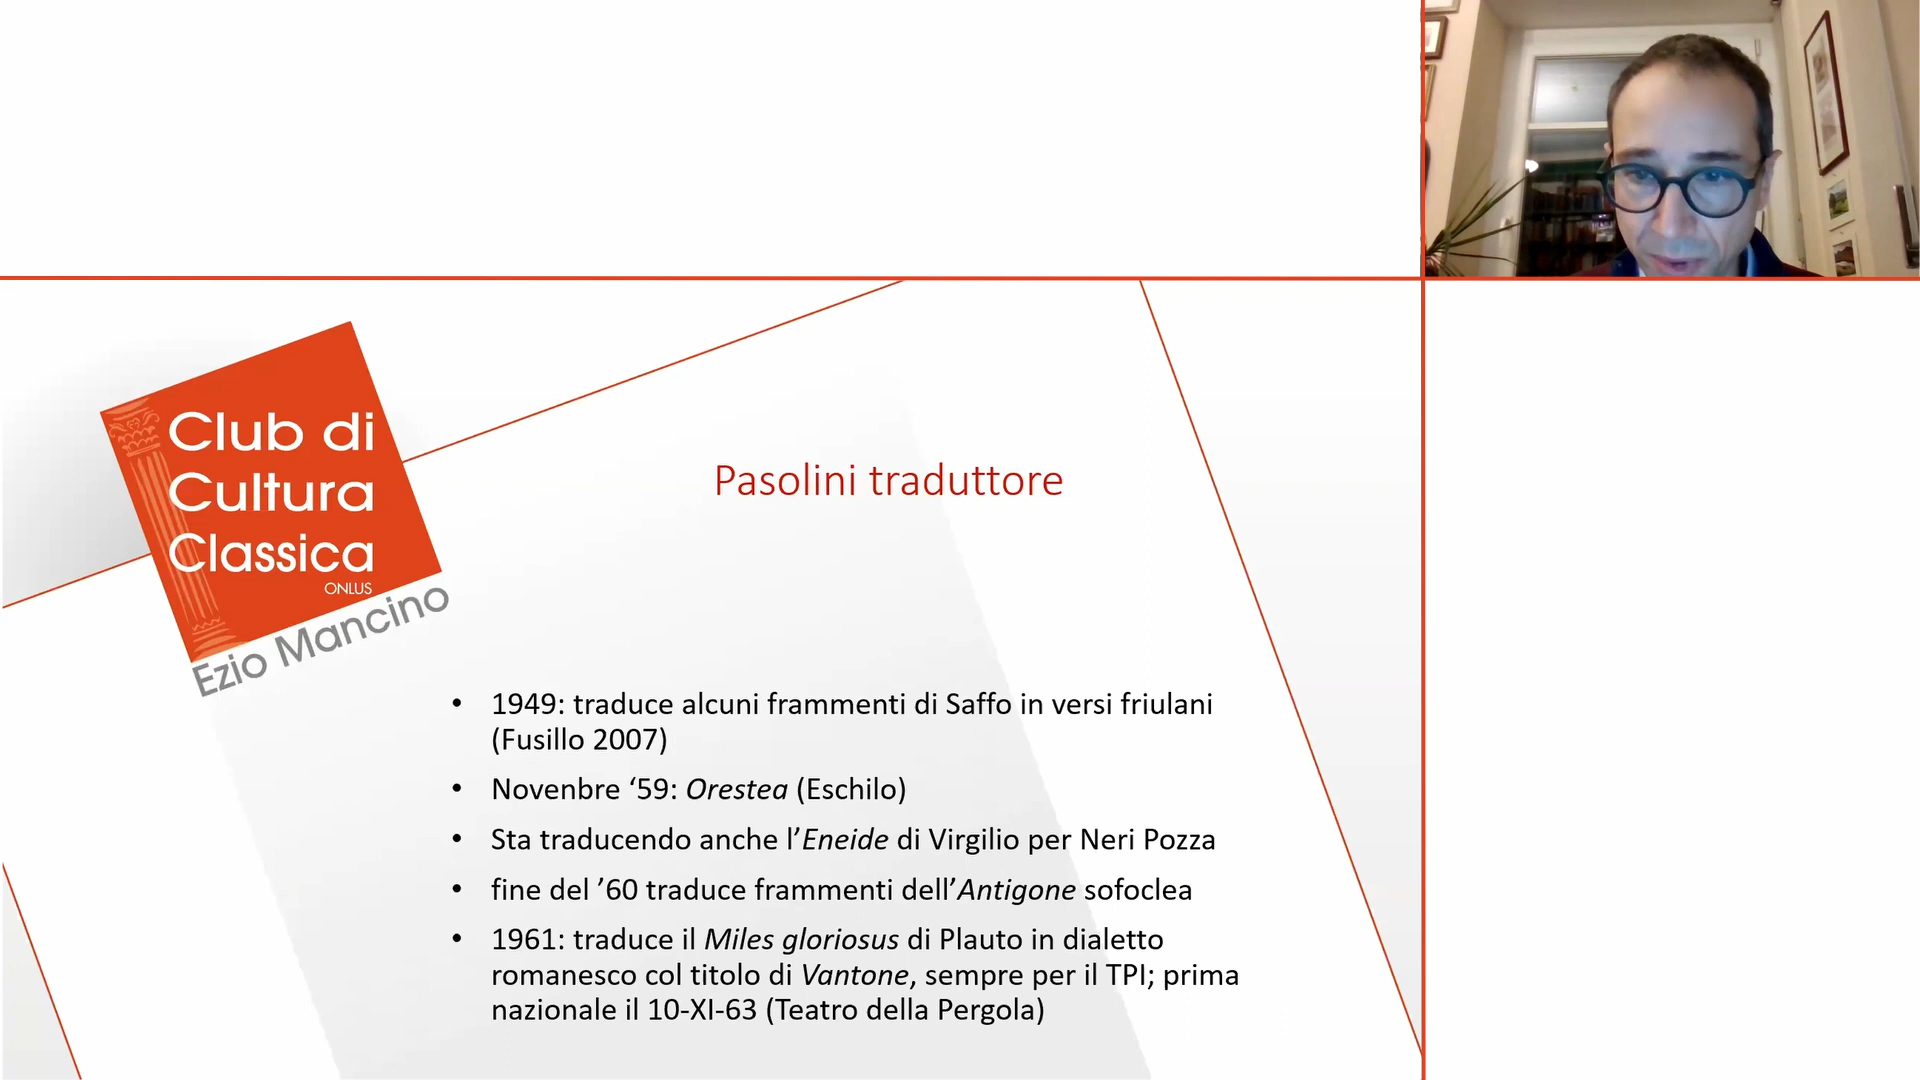 Club di
Cultura
Classica
ONLUS
Ezio Mancino
Pasolini traduttore
• 1949: traduce alcuni frammenti di Saffo in versi friulani
(Fusillo 2007)
• Novenbre ‘59: Orestea (Eschilo)
• Sta traducendo anche l’Eneide di Virgilio per Neri Pozza
• fine del ’60 traduce frammenti dell’Antigone sofoclea
• 1961: traduce il Miles gloriosus di Plauto in dialetto
romanesco col titolo di Vantone, sempre per il TPI; prima
nazionale il 10-XI-63 (Teatro della Pergola)